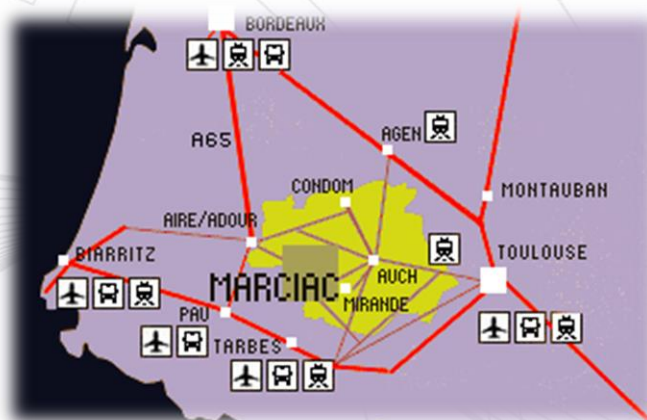 BORDEAUX
A65
AGEN
CONDOM
MONTAUBAN
AIRE/ADOUR
BIARRITZ
TOULOUSE
AUCH
MARCIAC
MIRANDE
PAU
TARBES